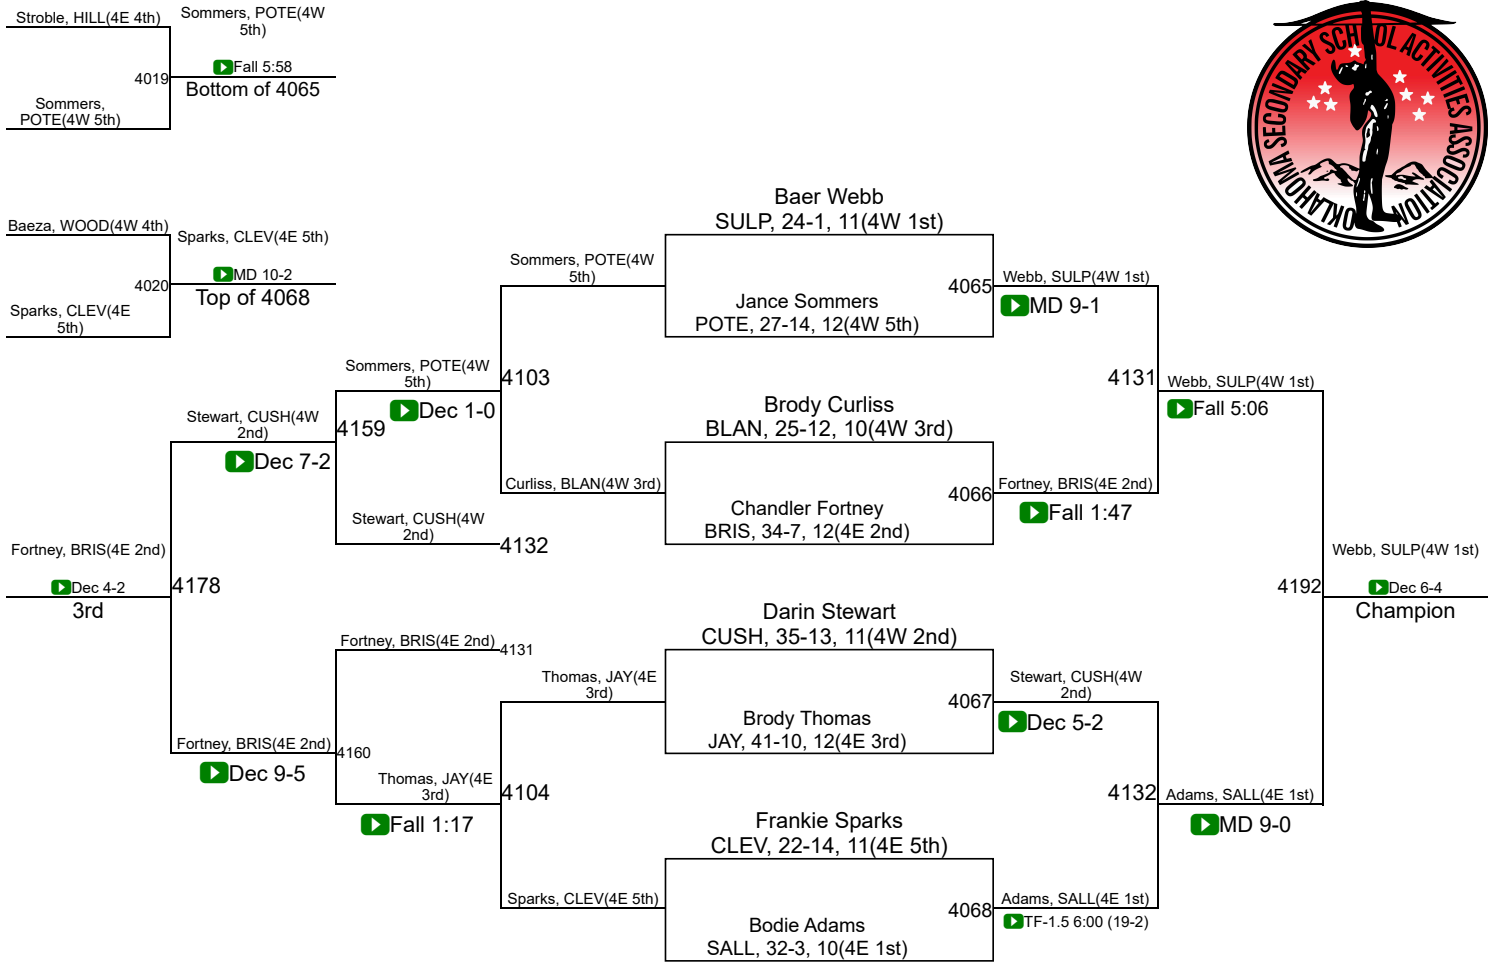 Stroble, HILL(4E 4th)
Sommers, POTE(4W
5th)
Fall 5:58
4019
Bottom of 4065
Sommers,
POTE(4W 5th)
OKLAHOMA SECONDARY SCHOOL ACTIVITIES ASSOCIATION
Baeza, WOOD(4W 4th)
Sparks, CLEV(4E 5th)
MD 10-2
4020
Top of 4068
Sparks, CLEV(4E
5th)
Baer Webb
SULP, 24-1, 11(4W 1st)
Sommers, POTE(4W
5th)
4065
Webb, SULP(4W 1st)
MD 9-1
Jance Sommers
POTE, 27-14, 12(4W 5th)
Sommers, POTE(4W
5th)
4103
Dec 1-0
4131
Webb, SULP(4W 1st)
Fall 5:06
Stewart, CUSH(4W
2nd)
4159
Dec 7-2
Brody Curliss
BLAN, 25-12, 10(4W 3rd)
Curliss, BLAN(4W 3rd)
4066
Fortney, BRIS(4E 2nd)
Fall 1:47
Chandler Fortney
BRIS, 34-7, 12(4E 2nd)
Stewart, CUSH(4W
2nd)
4132
Fortney, BRIS(4E 2nd)
Dec 4-2
4178
3rd
Webb, SULP(4W 1st)
4192
Dec 6-4
Champion
Darin Stewart
CUSH, 35-13, 11(4W 2nd)
Fortney, BRIS(4E 2nd)
4131
Thomas, JAY(4E
3rd)
4067
Stewart, CUSH(4W
2nd)
Dec 5-2
Brody Thomas
JAY, 41-10, 12(4E 3rd)
Fortney, BRIS(4E 2nd)
4160
Dec 9-5
Thomas, JAY(4E
3rd)
4104
Fall 1:17
4132
Adams, SALL(4E 1st)
MD 9-0
Frankie Sparks
CLEV, 22-14, 11(4E 5th)
Sparks, CLEV(4E 5th)
4068
Adams, SALL(4E 1st)
TF-1.5 6:00 (19-2)
Bodie Adams
SALL, 32-3, 10(4E 1st)